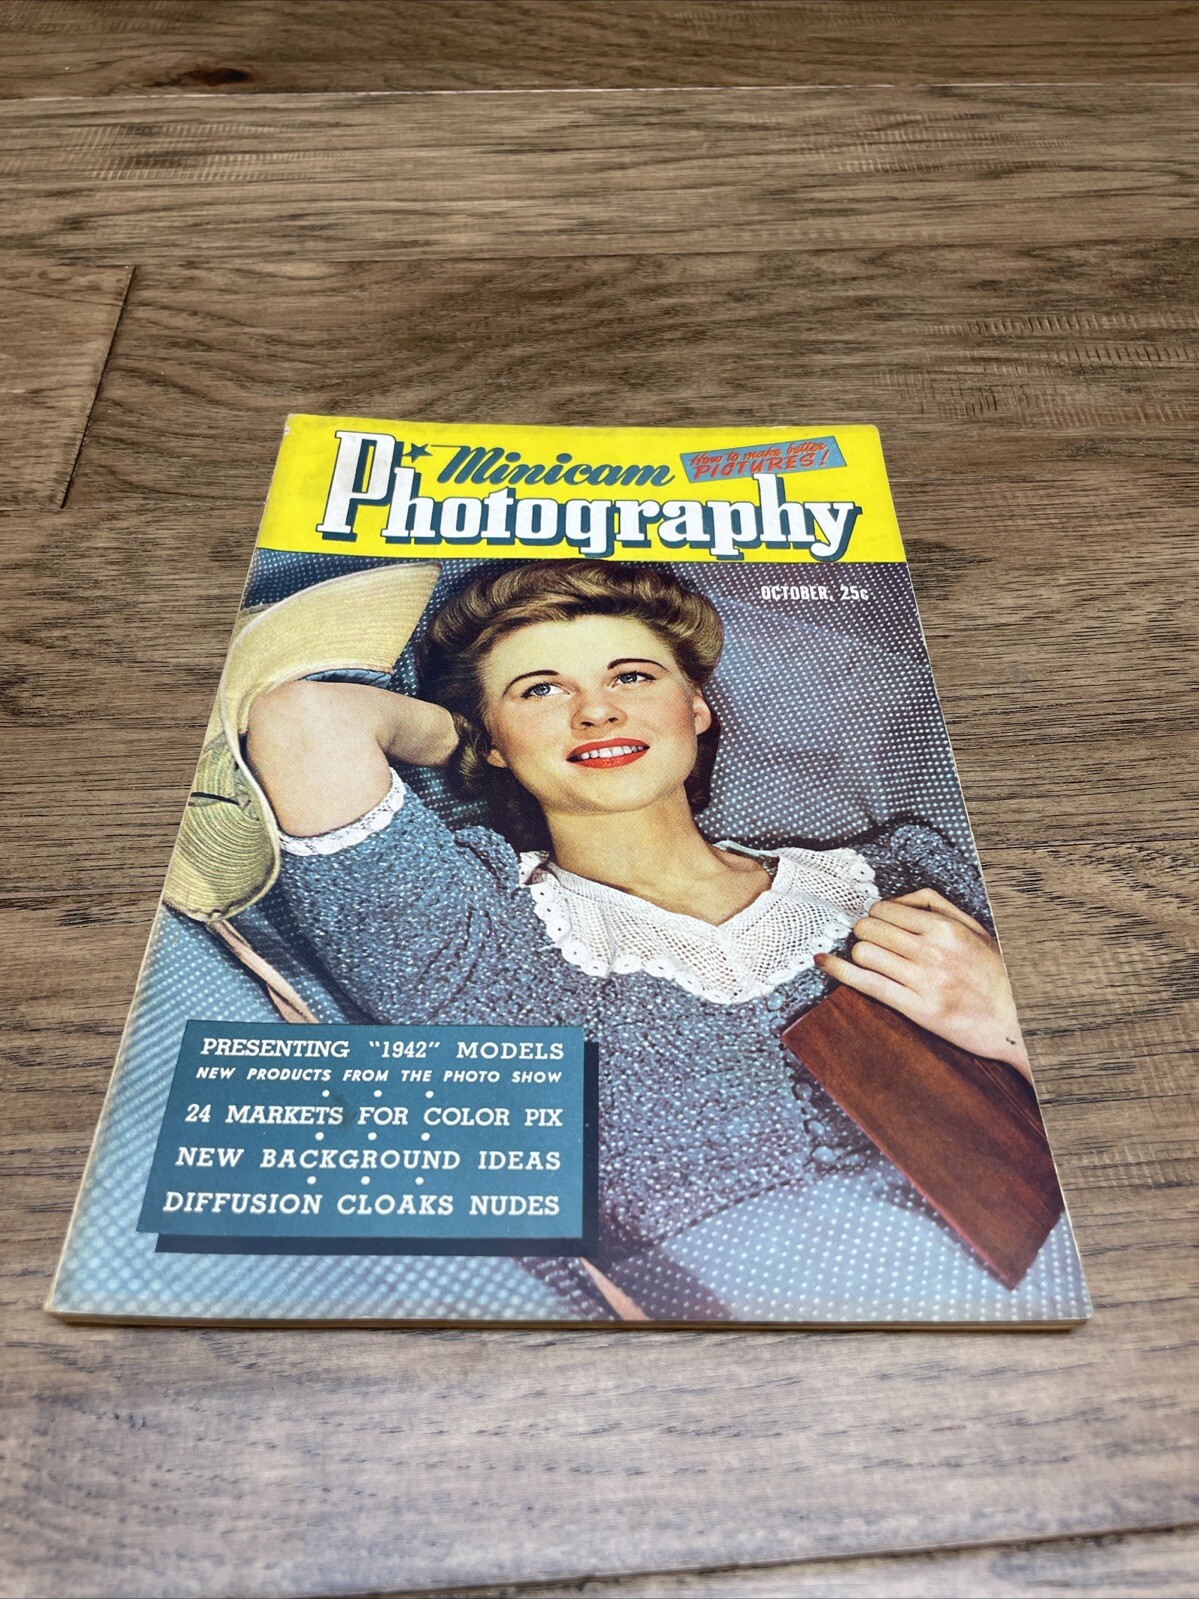 Minicam
How to make better
PICTURES!
Photography
OCTOBER, 25¢
PRESENTING "1942" MODELS
NEW PRODUCTS FROM THE PHOTO SHOW
24 MARKETS FOR COLOR PIX
NEW BACKGROUND IDEAS
DIFFUSION CLOAKS NUDES